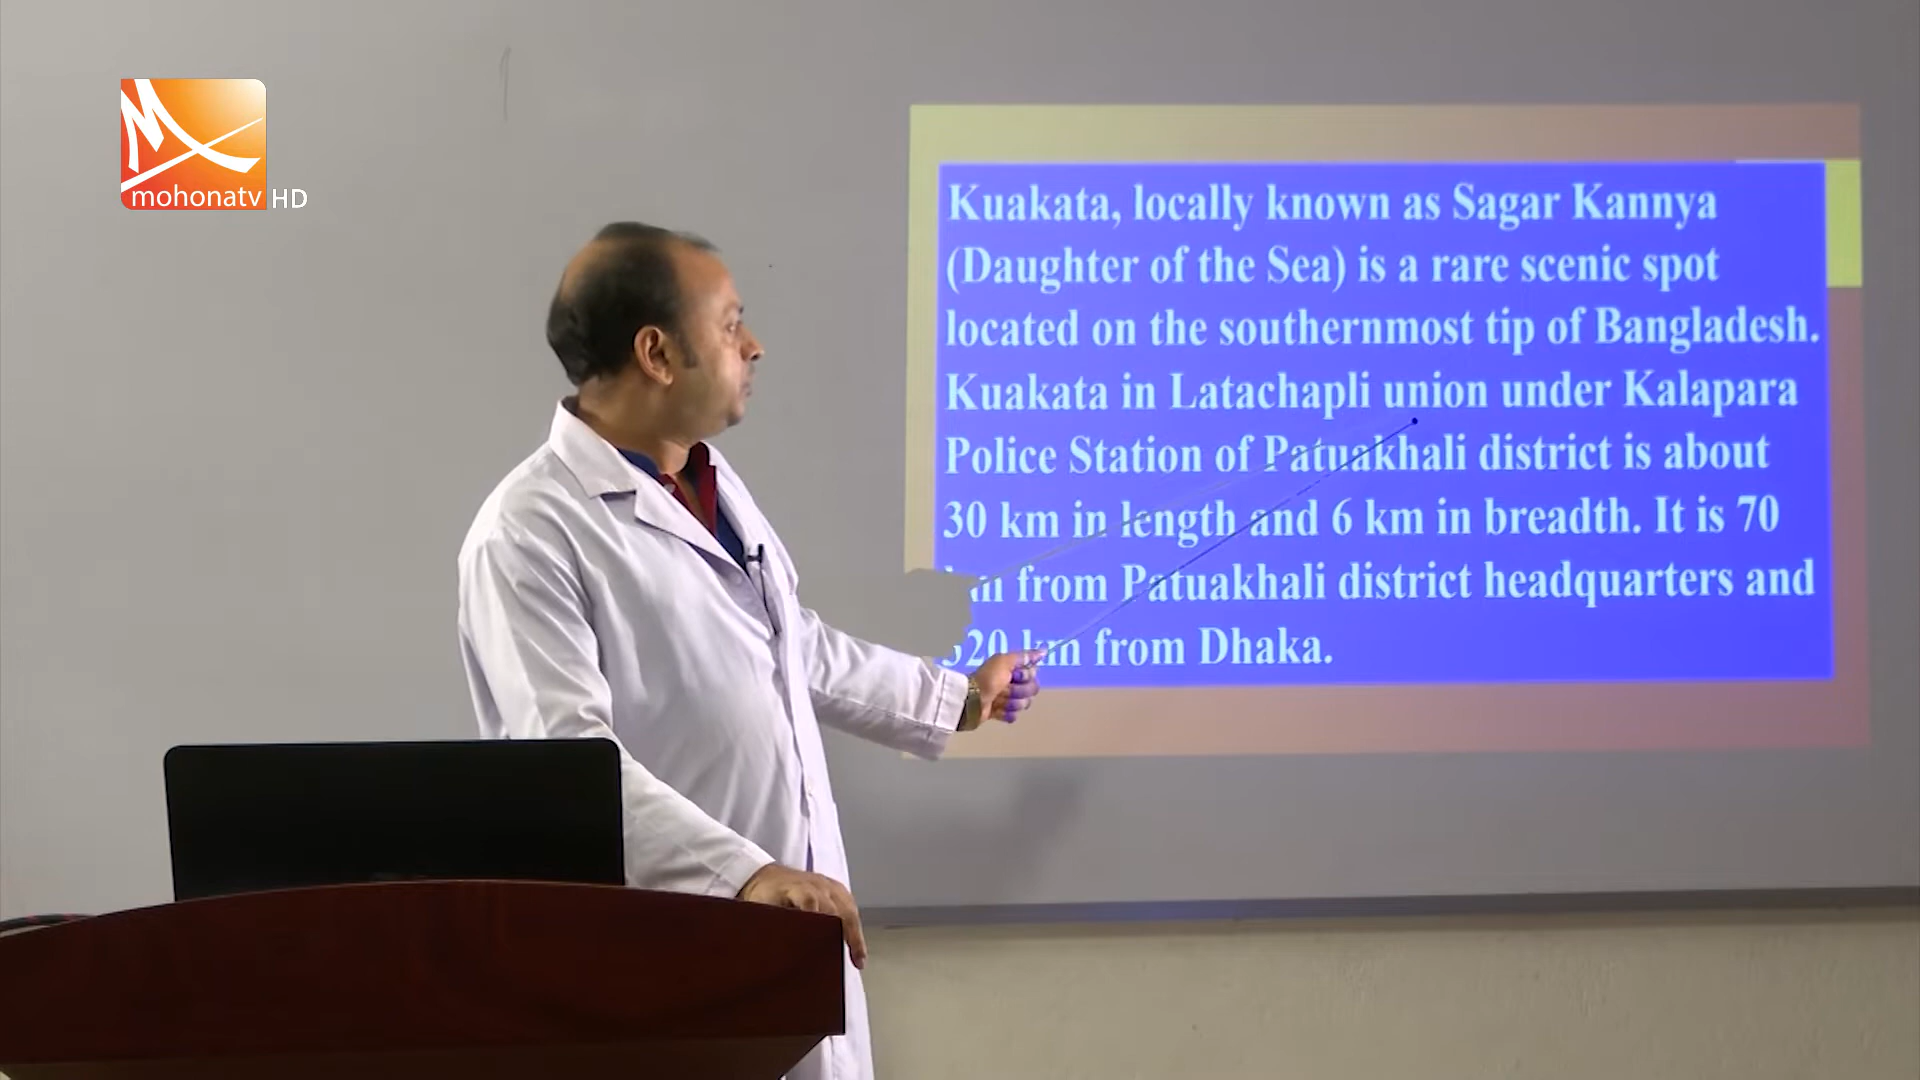 mohonatv HD
Kuakata, locally known as Sagar Kannya
(Daughter of the Sea) is a rare scenic spot
located on the southernmost tip of Bangladesh.
Kuakata in Latachapli union under Kalapara
Police Station of Patuakhali district is about
30 km in length and 6 km in breadth. It is 70
from Patuakhali district headquarters and
km from Dhaka.